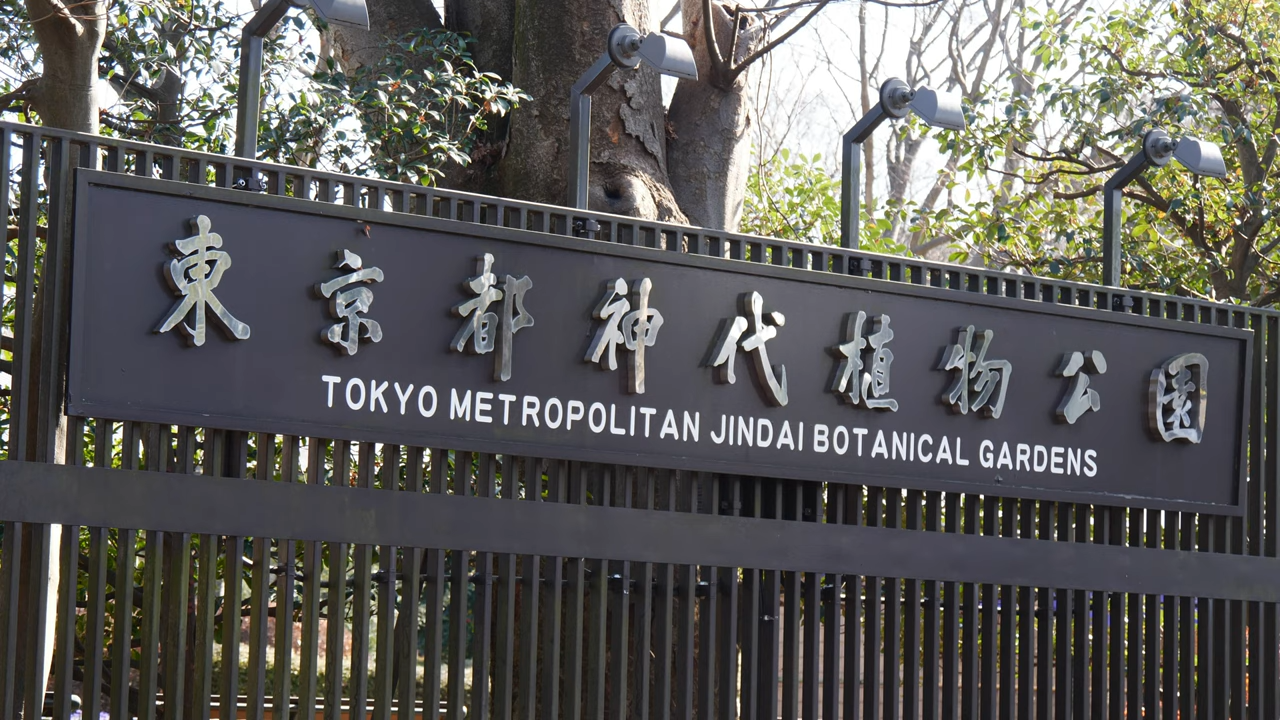 東京都神代植物公園
TOKYO METROPOLITAN JINDAI BOTANICAL GARDENS